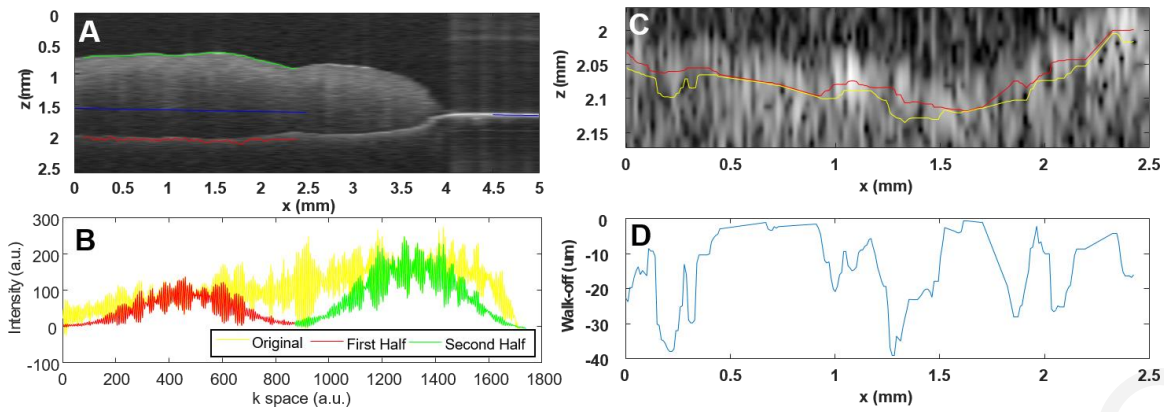 A
0
0.5
1
1.5
2
2.5
z(mm)
0 0.5 1 1.5 2 2.5 3 3.5 4 4.5 5
x (mm)
B
300
200
100
0
-100
Intensity (a.u.)
Original First Half Second Half
0 200 400 600 800 1000 1200 1400 1600 1800
k space (a.u.)
C
2
2.05
2.1
2.15
z (mm)
0 0.5 1 1.5 2 2.5
x (mm)
D
0
-10
-20
-30
-40
Walk-off (um)
0 0.5 1 1.5 2 2.5
x (mm)